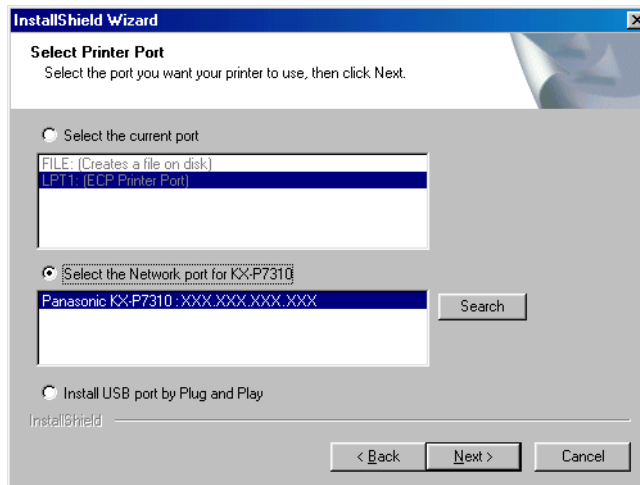 InstallShield Wizard
Select Printer Port
Select the port you want your printer to use, then click Next.
Select the current port
FILE: (Creates a file on disk)
LPT1: (ECP Printer Port)
Select the Network port for KX-P7310
Panasonic KX-P7310 : XXX.XXX.XXX.XXX
Search
Install USB port by Plug and Play
InstallShield
< Back
Next >
Cancel